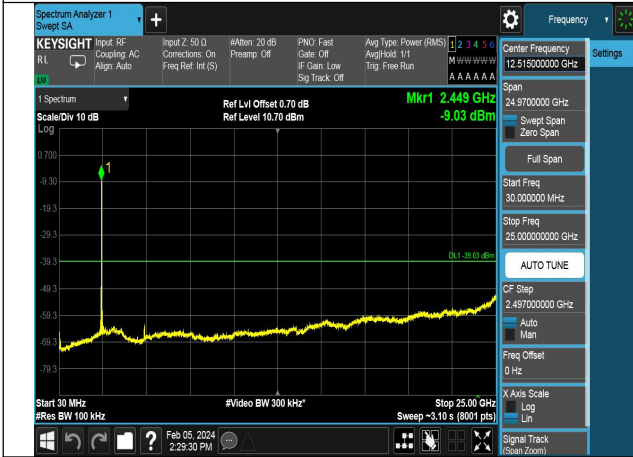 Spectrum Analyzer 1
Swept SA
+
Frequency
KEYSIGHT
RL
Input: RF
Coupling: AC
Align: Auto
Input Z: 50 Ω
Corrections: On
Freq Ref: Int (S)
#Atten: 20 dB
Preamp: Off
PNO: Fast
Gate: Off
IF Gain: Low
Sig Track: Off
Avg Type: Power (RMS)
Avg|Hold: 1/1
Trig: Free Run
1 2 3 4 5 6
M W W W W W
A A A A A A
1 Spectrum
Scale/Div 10 dB
Log
Ref Lvl Offset 0.70 dB
Ref Level 10.70 dBm
Mkr1 2.449 GHz
-9.03 dBm
0.700
-9.30
-19.3
-29.3
-39.3
-49.3
-59.3
-69.3
-79.3
1
DL1 -39.03 dBm
Start 30 MHz
#Res BW 100 kHz
#Video BW 300 kHz*
Stop 25.00 GHz
Sweep ~3.10 s (8001 pts)
Center Frequency
12.515000000 GHz
Settings
Span
24.9700000 GHz
Swept Span
Zero Span
Full Span
Start Freq
30.000000 MHz
Stop Freq
25.000000000 GHz
AUTO TUNE
CF Step
2.497000000 GHz
Auto
Man
Freq Offset
0 Hz
X Axis Scale
Log
Lin
Signal Track
(Span Zoom)
?
Feb 05, 2024
2:29:30 PM